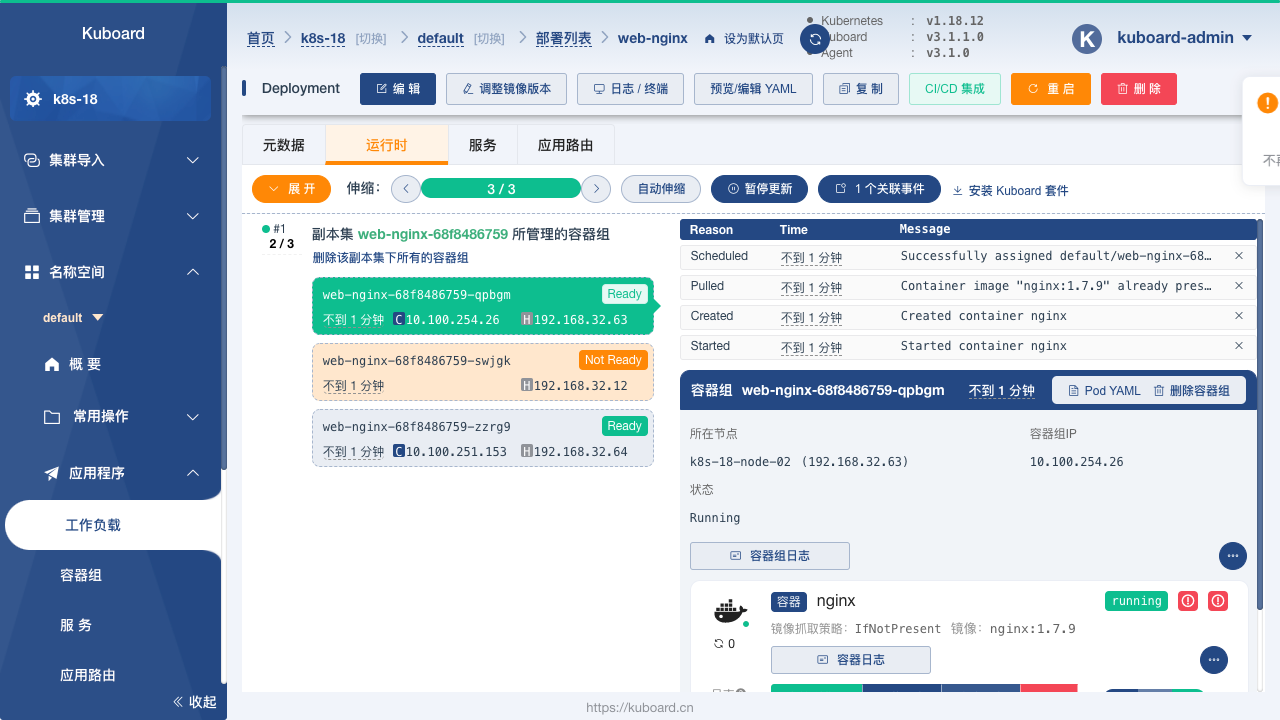 Kuboard
k8s-18
集群导入
集群管理
名称空间
default
概 要
常用操作
应用程序
工作负载
容器组
服 务
应用路由
收起
首页 k8s-18 [切换] default [切换] 部署列表 web-nginx 设为默认页
Kubernetes : v1.18.12
uboard : v3.1.1.0
Agent : v3.1.0
K kuboard-admin
Deployment 编 辑 调整镜像版本 日志 / 终端 预览/编辑 YAML 复 制 CI/CD 集成 重 启 删 除
元数据 运行时 服务 应用路由
展 开 伸缩: 3 / 3 自动伸缩 暂停更新 1 个关联事件 安装 Kuboard 套件
#1
2 / 3
副本集 web-nginx-68f8486759 所管理的容器组
删除该副本集下所有的容器组
web-nginx-68f8486759-qpbgm Ready
不到 1 分钟 C 10.100.254.26 H 192.168.32.63
web-nginx-68f8486759-swjgk Not Ready
不到 1 分钟 H 192.168.32.12
web-nginx-68f8486759-zzrg9 Ready
不到 1 分钟 C 10.100.251.153 H 192.168.32.64
Reason Time Message
Scheduled 不到 1 分钟 Successfully assigned default/web-nginx-68…
Pulled 不到 1 分钟 Container image "nginx:1.7.9" already pres…
Created 不到 1 分钟 Created container nginx
Started 不到 1 分钟 Started container nginx
容器组 web-nginx-68f8486759-qpbgm 不到 1 分钟 Pod YAML 删除容器组
所在节点 容器组IP
k8s-18-node-02 (192.168.32.63) 10.100.254.26
状态
Running
容器组日志
容器 nginx running
镜像抓取策略: IfNotPresent 镜像: nginx:1.7.9
0
容器日志
https://kuboard.cn